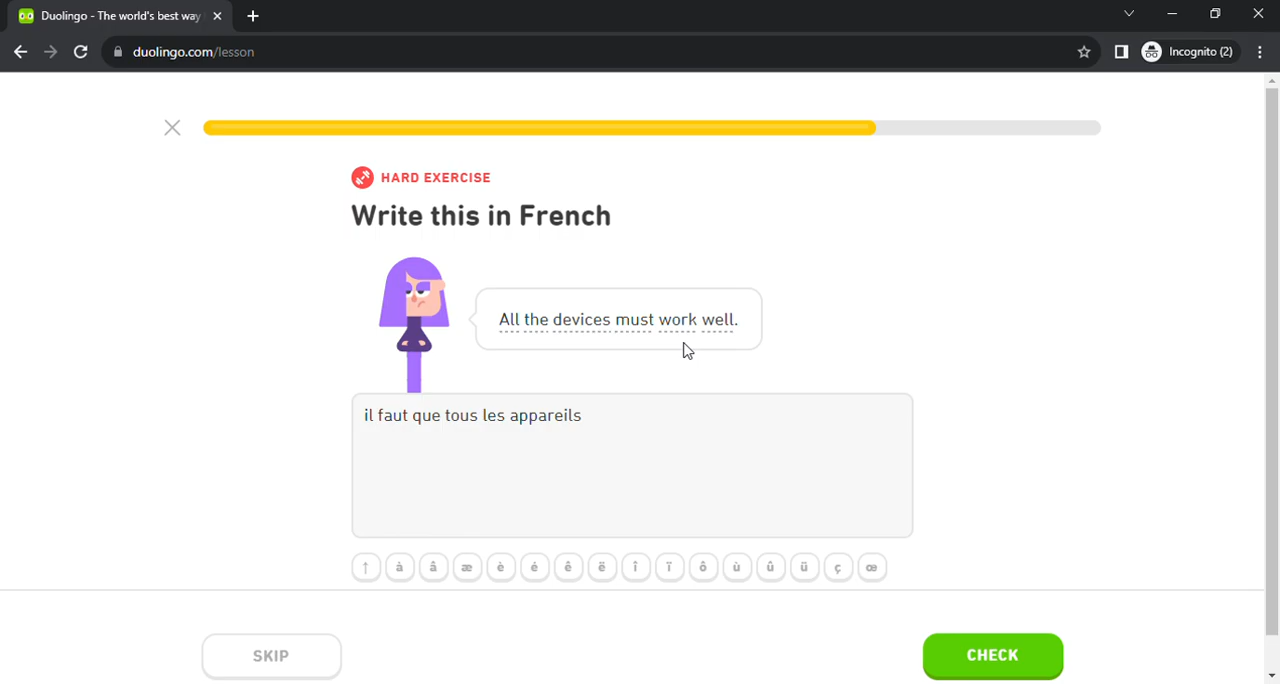 Duolingo - The world's best way
duolingo.com/lesson
Incognito (2)
HARD EXERCISE
Write this in French
All the devices must work well.
il faut que tous les appareils
↑ à â æ è é ê ë î ï ô ù û ü ç œ
SKIP
CHECK